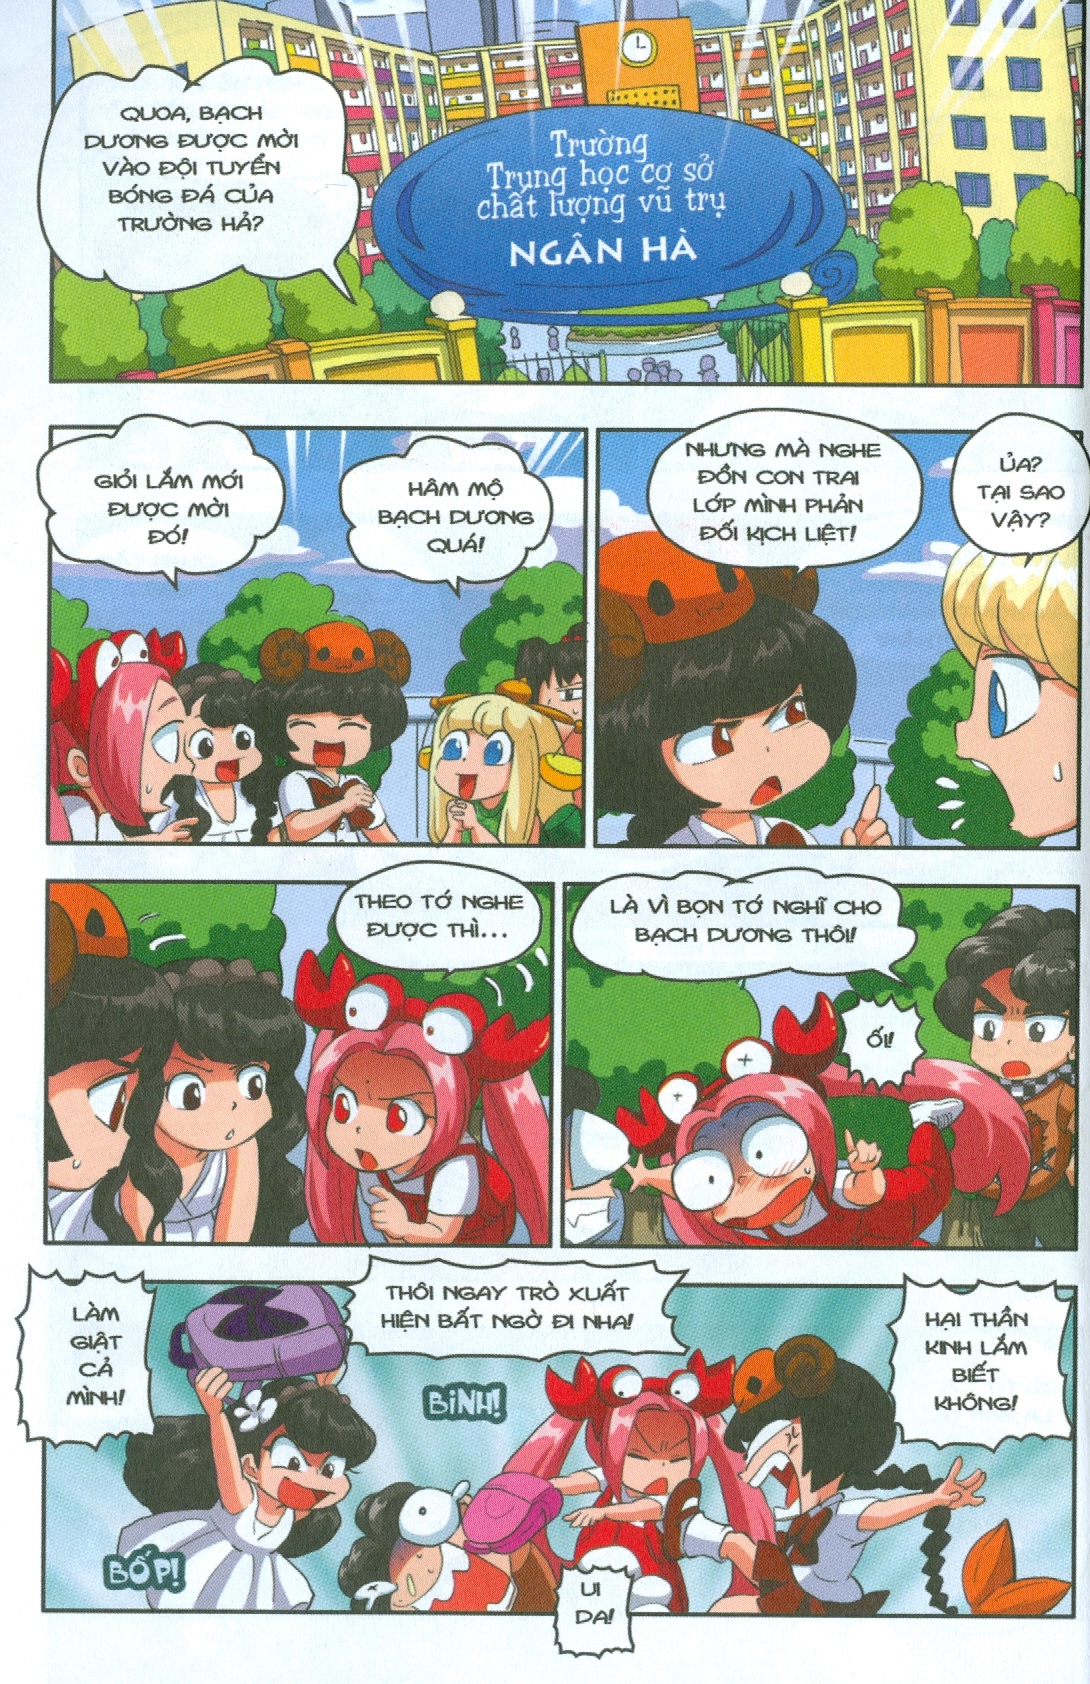 QUOA, BẠCH
DƯƠNG ĐƯỢC MỜI
VÀO ĐỘI TUYỂN
BÓNG ĐÁ CỦA
TRƯỜNG HẢ?
Trường
Trung học cơ sở
chất lượng vũ trụ
NGÂN HÀ
GIỎI LẮM MỚI
ĐƯỢC MỜI
ĐÓ!
HÂM MỘ
BẠCH DƯƠNG
QUÁ!
NHƯNG MÀ NGHE
ĐỒN CON TRAI
LỚP MÌNH PHẢN
ĐỐI KỊCH LIỆT!
ỦA?
TẠI SAO
VẬY?
THEO TỚ NGHE
ĐƯỢC THÌ...
LÀ VÌ BỌN TỚ NGHĨ CHO
BẠCH DƯƠNG THÔI!
ỐI!
LÀM
GIẬT
CẢ
MÌNH!
THÔI NGAY TRÒ XUẤT
HIỆN BẤT NGỜ ĐI NHA!
HẠI THẦN
KINH LẮM
BIẾT
KHÔNG!
BINH!
BỐP!
UI
DA!